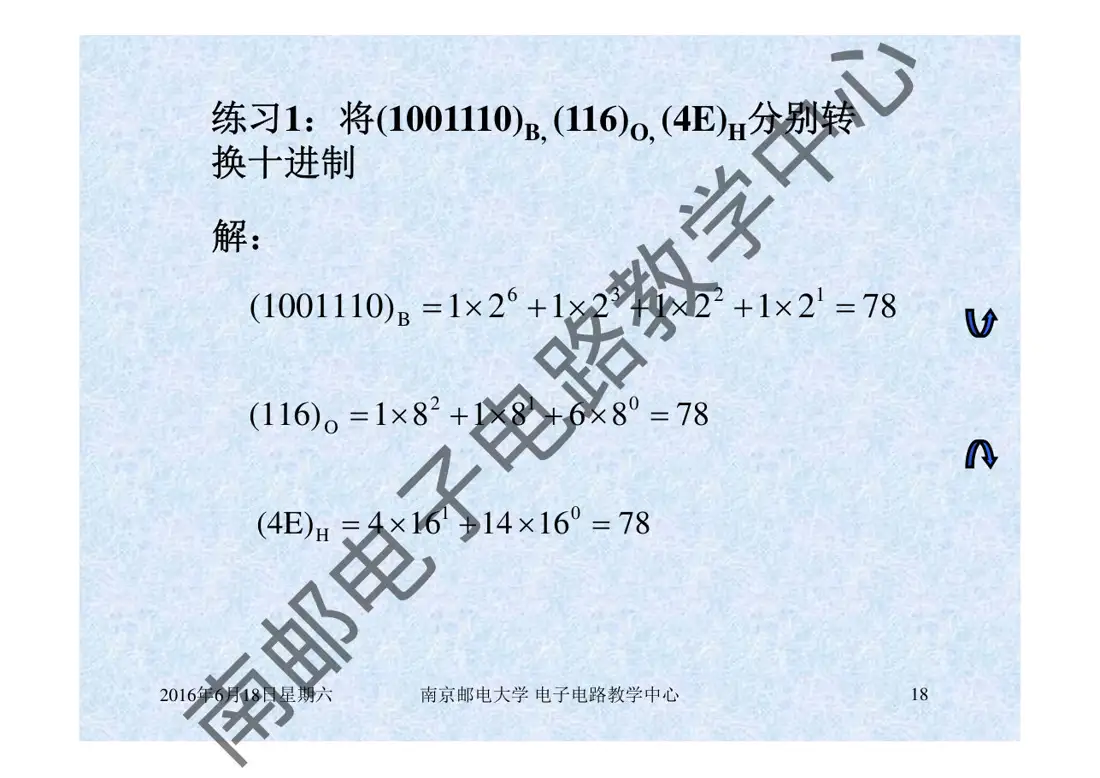 练习1：将(1001110)B, (116)O, (4E)H分别转
换十进制
解：
(1001110)B = 1×2^6 + 1×2^3 + 1×2^2 + 1×2^1 = 78
(116)O = 1×8^2 + 1×8^1 + 6×8^0 = 78
(4E)H = 4×16^1 + 14×16^0 = 78
南邮电子电路教学中心
2016年6月18日星期六 南京邮电大学 电子电路教学中心 18